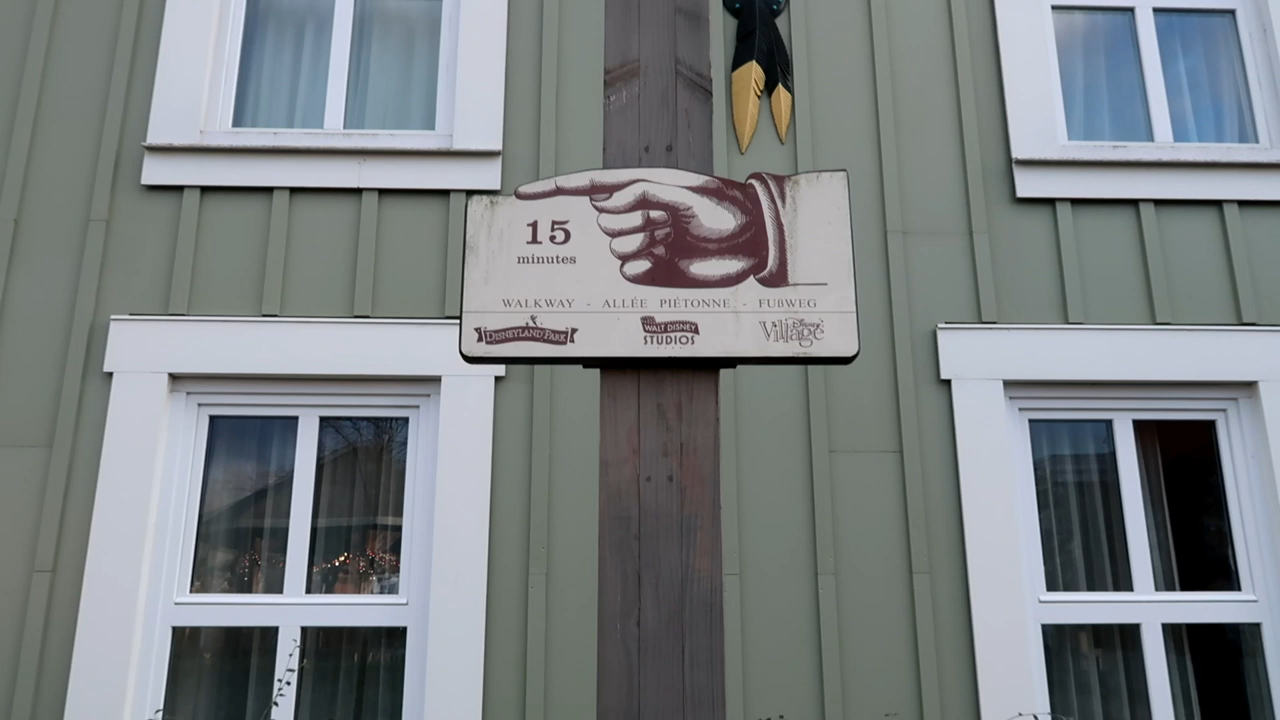 15
minutes
WALKWAY - ALLÉE PIÉTONNE - FUßWEG
DISNEYLAND PARK
WALT DISNEY
STUDIOS
Disney
Village